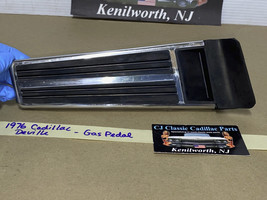 Kenilworth, NJ
1976 Cadillac
Deville - Gas Pedal
CJ Classic Cadillac Parts
Kenilworth, NJ